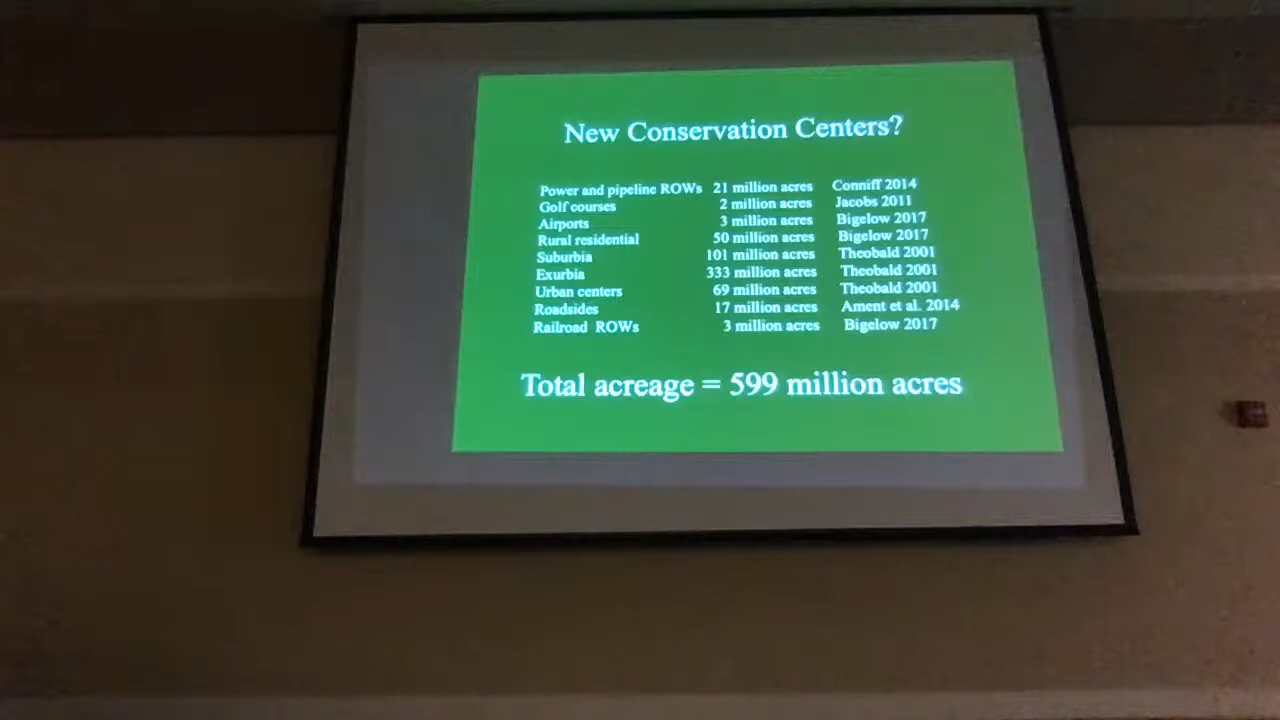 New Conservation Centers?
Power and pipeline ROWs 21 million acres Conniff 2014
Golf courses 2 million acres Jacobs 2011
Airports 3 million acres Bigelow 2017
Rural residential 50 million acres Bigelow 2017
Suburbia 101 million acres Theobald 2001
Exurbia 333 million acres Theobald 2001
Urban centers 69 million acres Theobald 2001
Roadsides 17 million acres Ament et al. 2014
Railroad ROWs 3 million acres Bigelow 2017
Total acreage = 599 million acres